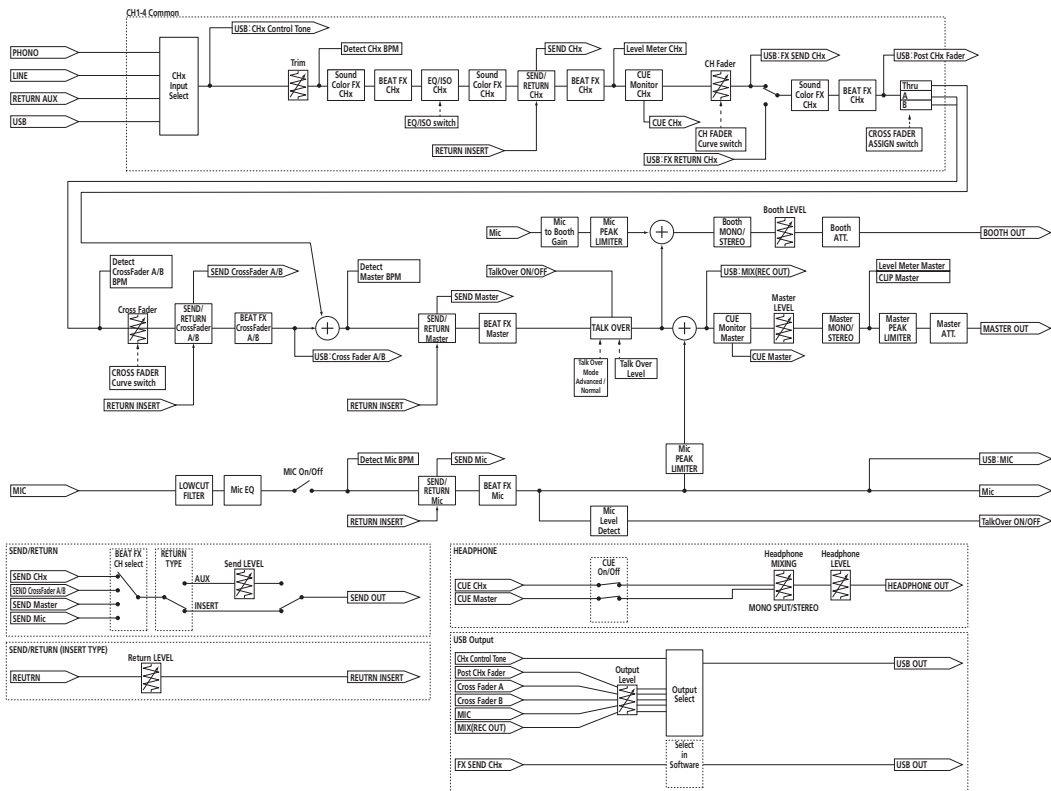 CH1-4 Common
USB: CHx Control Tone
PHONO
LINE
RETURN AUX
USB
CHx
Input
Select
Trim
Detect CHx BPM
Sound
Color FX
CHx
BEAT FX
CHx
EQ/ISO
CHx
EQ/ISO switch
Sound
Color FX
CHx
SEND CHx
SEND/
RETURN
CHx
RETURN INSERT
BEAT FX
CHx
Level Meter CHx
CUE
Monitor
CHx
CUE CHx
CH Fader
CH FADER
Curve switch
USB: FX SEND CHx
USB: FX RETURN CHx
Sound
Color FX
CHx
BEAT FX
CHx
USB: Post CHx Fader
Thru
A
B
CROSS FADER
ASSIGN switch
Mic
Mic
to Booth
Gain
Mic
PEAK
LIMITER
Booth
MONO/
STEREO
Booth LEVEL
Booth
ATT.
BOOTH OUT
Detect
CrossFader A/B
BPM
Cross Fader
CROSS FADER
Curve switch
SEND CrossFader A/B
SEND/
RETURN
CrossFader
A/B
RETURN INSERT
BEAT FX
CrossFader
A/B
USB: Cross Fader A/B
Detect
Master BPM
SEND Master
SEND/
RETURN
Master
RETURN INSERT
BEAT FX
Master
TalkOver ON/OFF
TALK OVER
Talk Over
Mode
Advanced /
Normal
Talk Over
Level
USB: MIX(REC OUT)
CUE
Monitor
Master
CUE Master
Master
LEVEL
Master
MONO/
STEREO
Level Meter Master
CLIP Master
Master
PEAK
LIMITER
Master
ATT.
MASTER OUT
Mic
PEAK
LIMITER
MIC
LOWCUT
FILTER
Mic EQ
MIC On/Off
Detect Mic BPM
SEND Mic
SEND/
RETURN
Mic
RETURN INSERT
BEAT FX
Mic
Mic
Level
Detect
USB: MIC
Mic
TalkOver ON/OFF
SEND/RETURN
BEAT FX
CH select
RETURN
TYPE
Send LEVEL
SEND CHx
SEND CrossFader A/B
SEND Master
SEND Mic
AUX
INSERT
SEND OUT
SEND/RETURN (INSERT TYPE)
Return LEVEL
REUTRN
REUTRN INSERT
HEADPHONE
CUE
On/Off
CUE CHx
CUE Master
Headphone
MIXING
Headphone
LEVEL
MONO SPLIT/STEREO
HEADPHONE OUT
USB Output
CHx Control Tone
Post CHx Fader
Cross Fader A
Cross Fader B
MIC
MIX(REC OUT)
Output
Level
Output
Select
USB OUT
FX SEND CHx
Select
in
Software
USB OUT